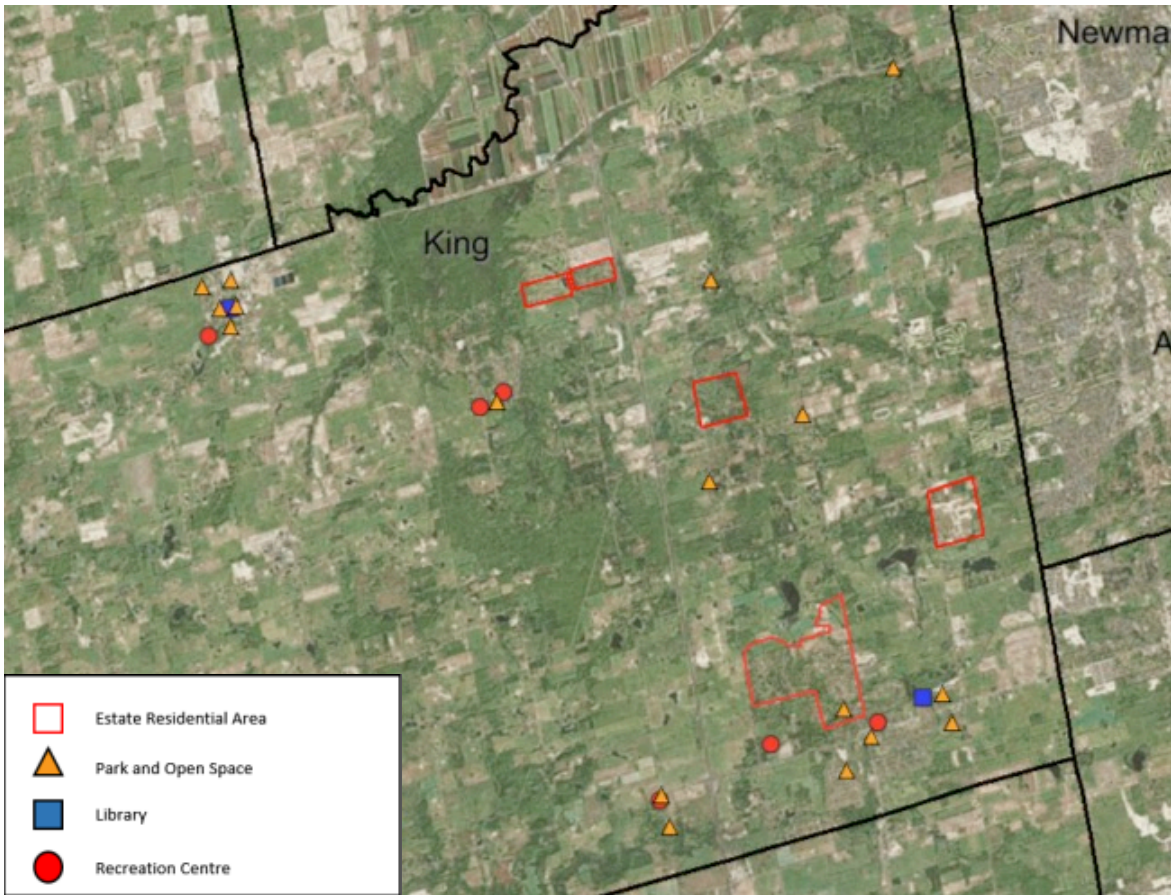 Newma
King
A
Estate Residential Area
Park and Open Space
Library
Recreation Centre